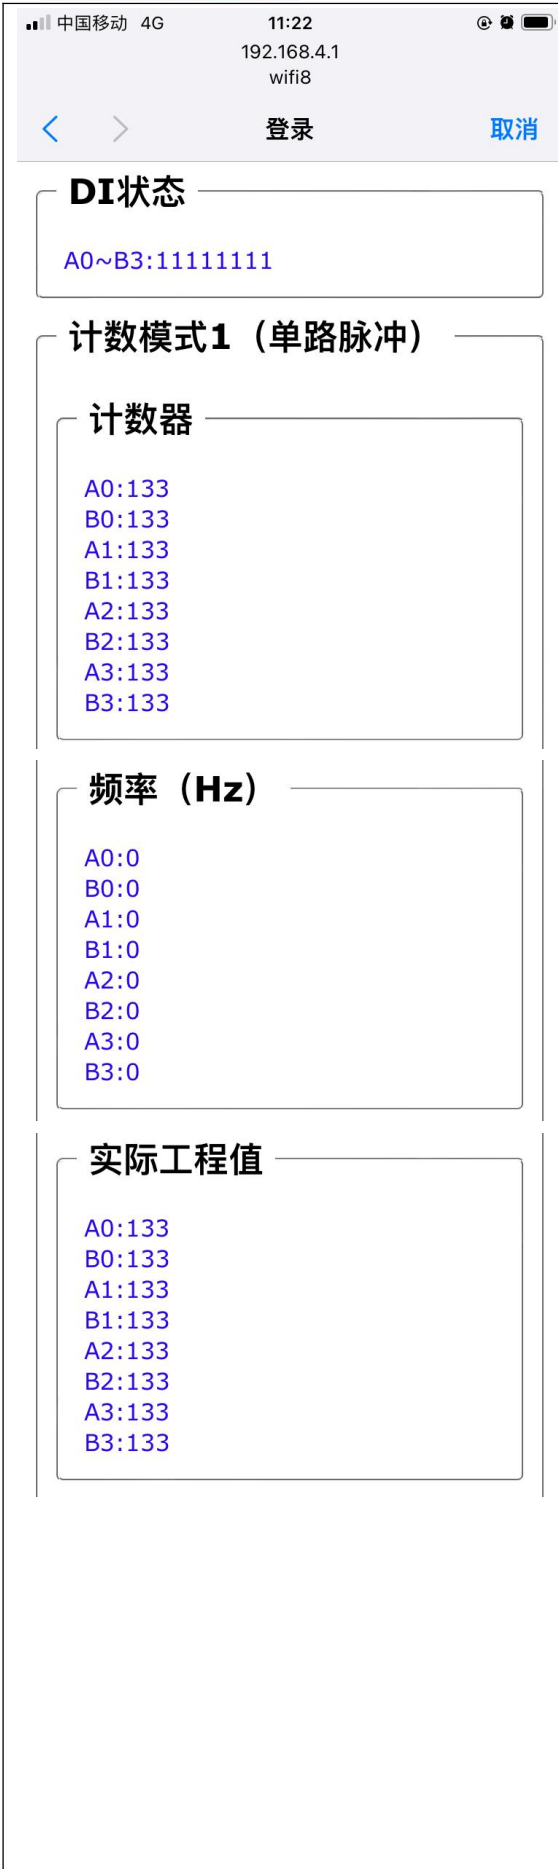 中国移动 4G 11:22
192.168.4.1
wifi8
登录 取消
DI状态
A0~B3:11111111
计数模式1（单路脉冲）
计数器
A0:133
B0:133
A1:133
B1:133
A2:133
B2:133
A3:133
B3:133
频率（Hz）
A0:0
B0:0
A1:0
B1:0
A2:0
B2:0
A3:0
B3:0
实际工程值
A0:133
B0:133
A1:133
B1:133
A2:133
B2:133
A3:133
B3:133